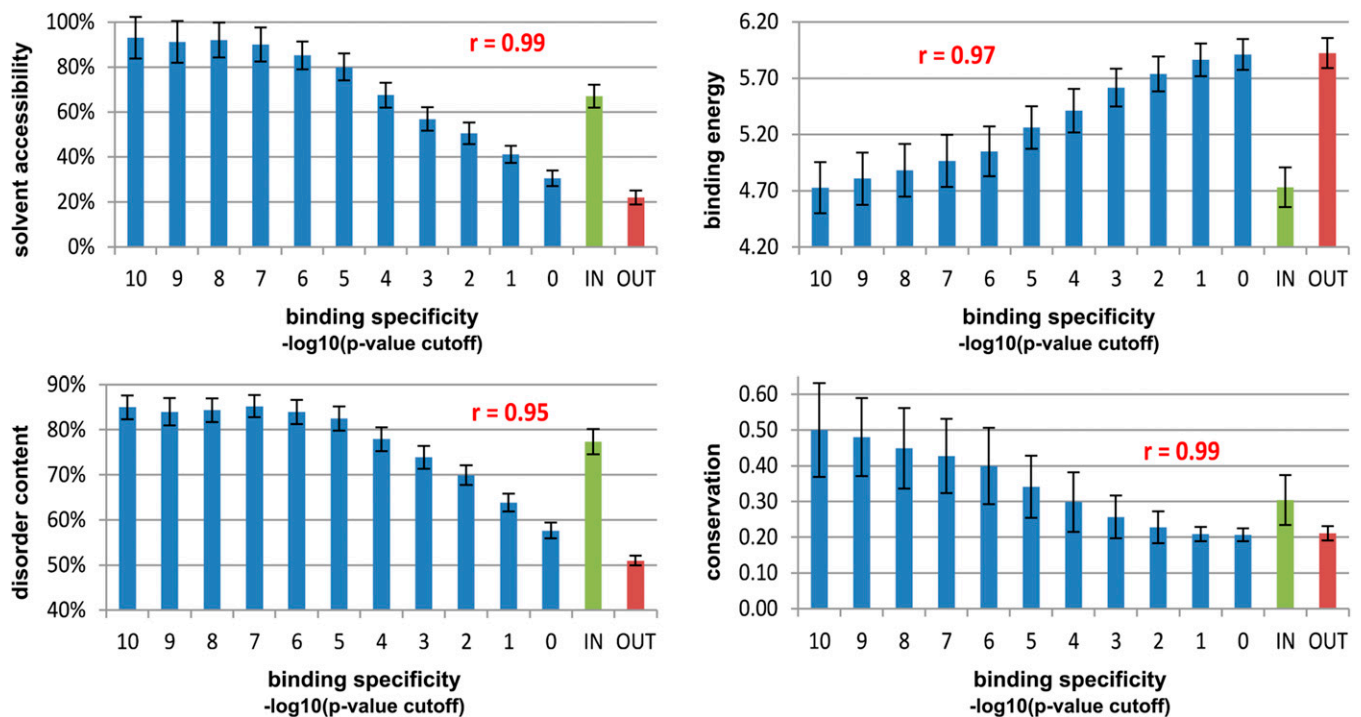 100%
80%
60%
40%
20%
0%
solvent accessibility
r = 0.99
10 9 8 7 6 5 4 3 2 1 0 IN OUT
binding specificity
-log10(p-value cutoff)
6.20
5.70
5.20
4.70
4.20
binding energy
r = 0.97
10 9 8 7 6 5 4 3 2 1 0 IN OUT
binding specificity
-log10(p-value cutoff)
90%
80%
70%
60%
50%
40%
disorder content
r = 0.95
10 9 8 7 6 5 4 3 2 1 0 IN OUT
binding specificity
-log10(p-value cutoff)
0.60
0.50
0.40
0.30
0.20
0.10
0.00
conservation
r = 0.99
10 9 8 7 6 5 4 3 2 1 0 IN OUT
binding specificity
-log10(p-value cutoff)